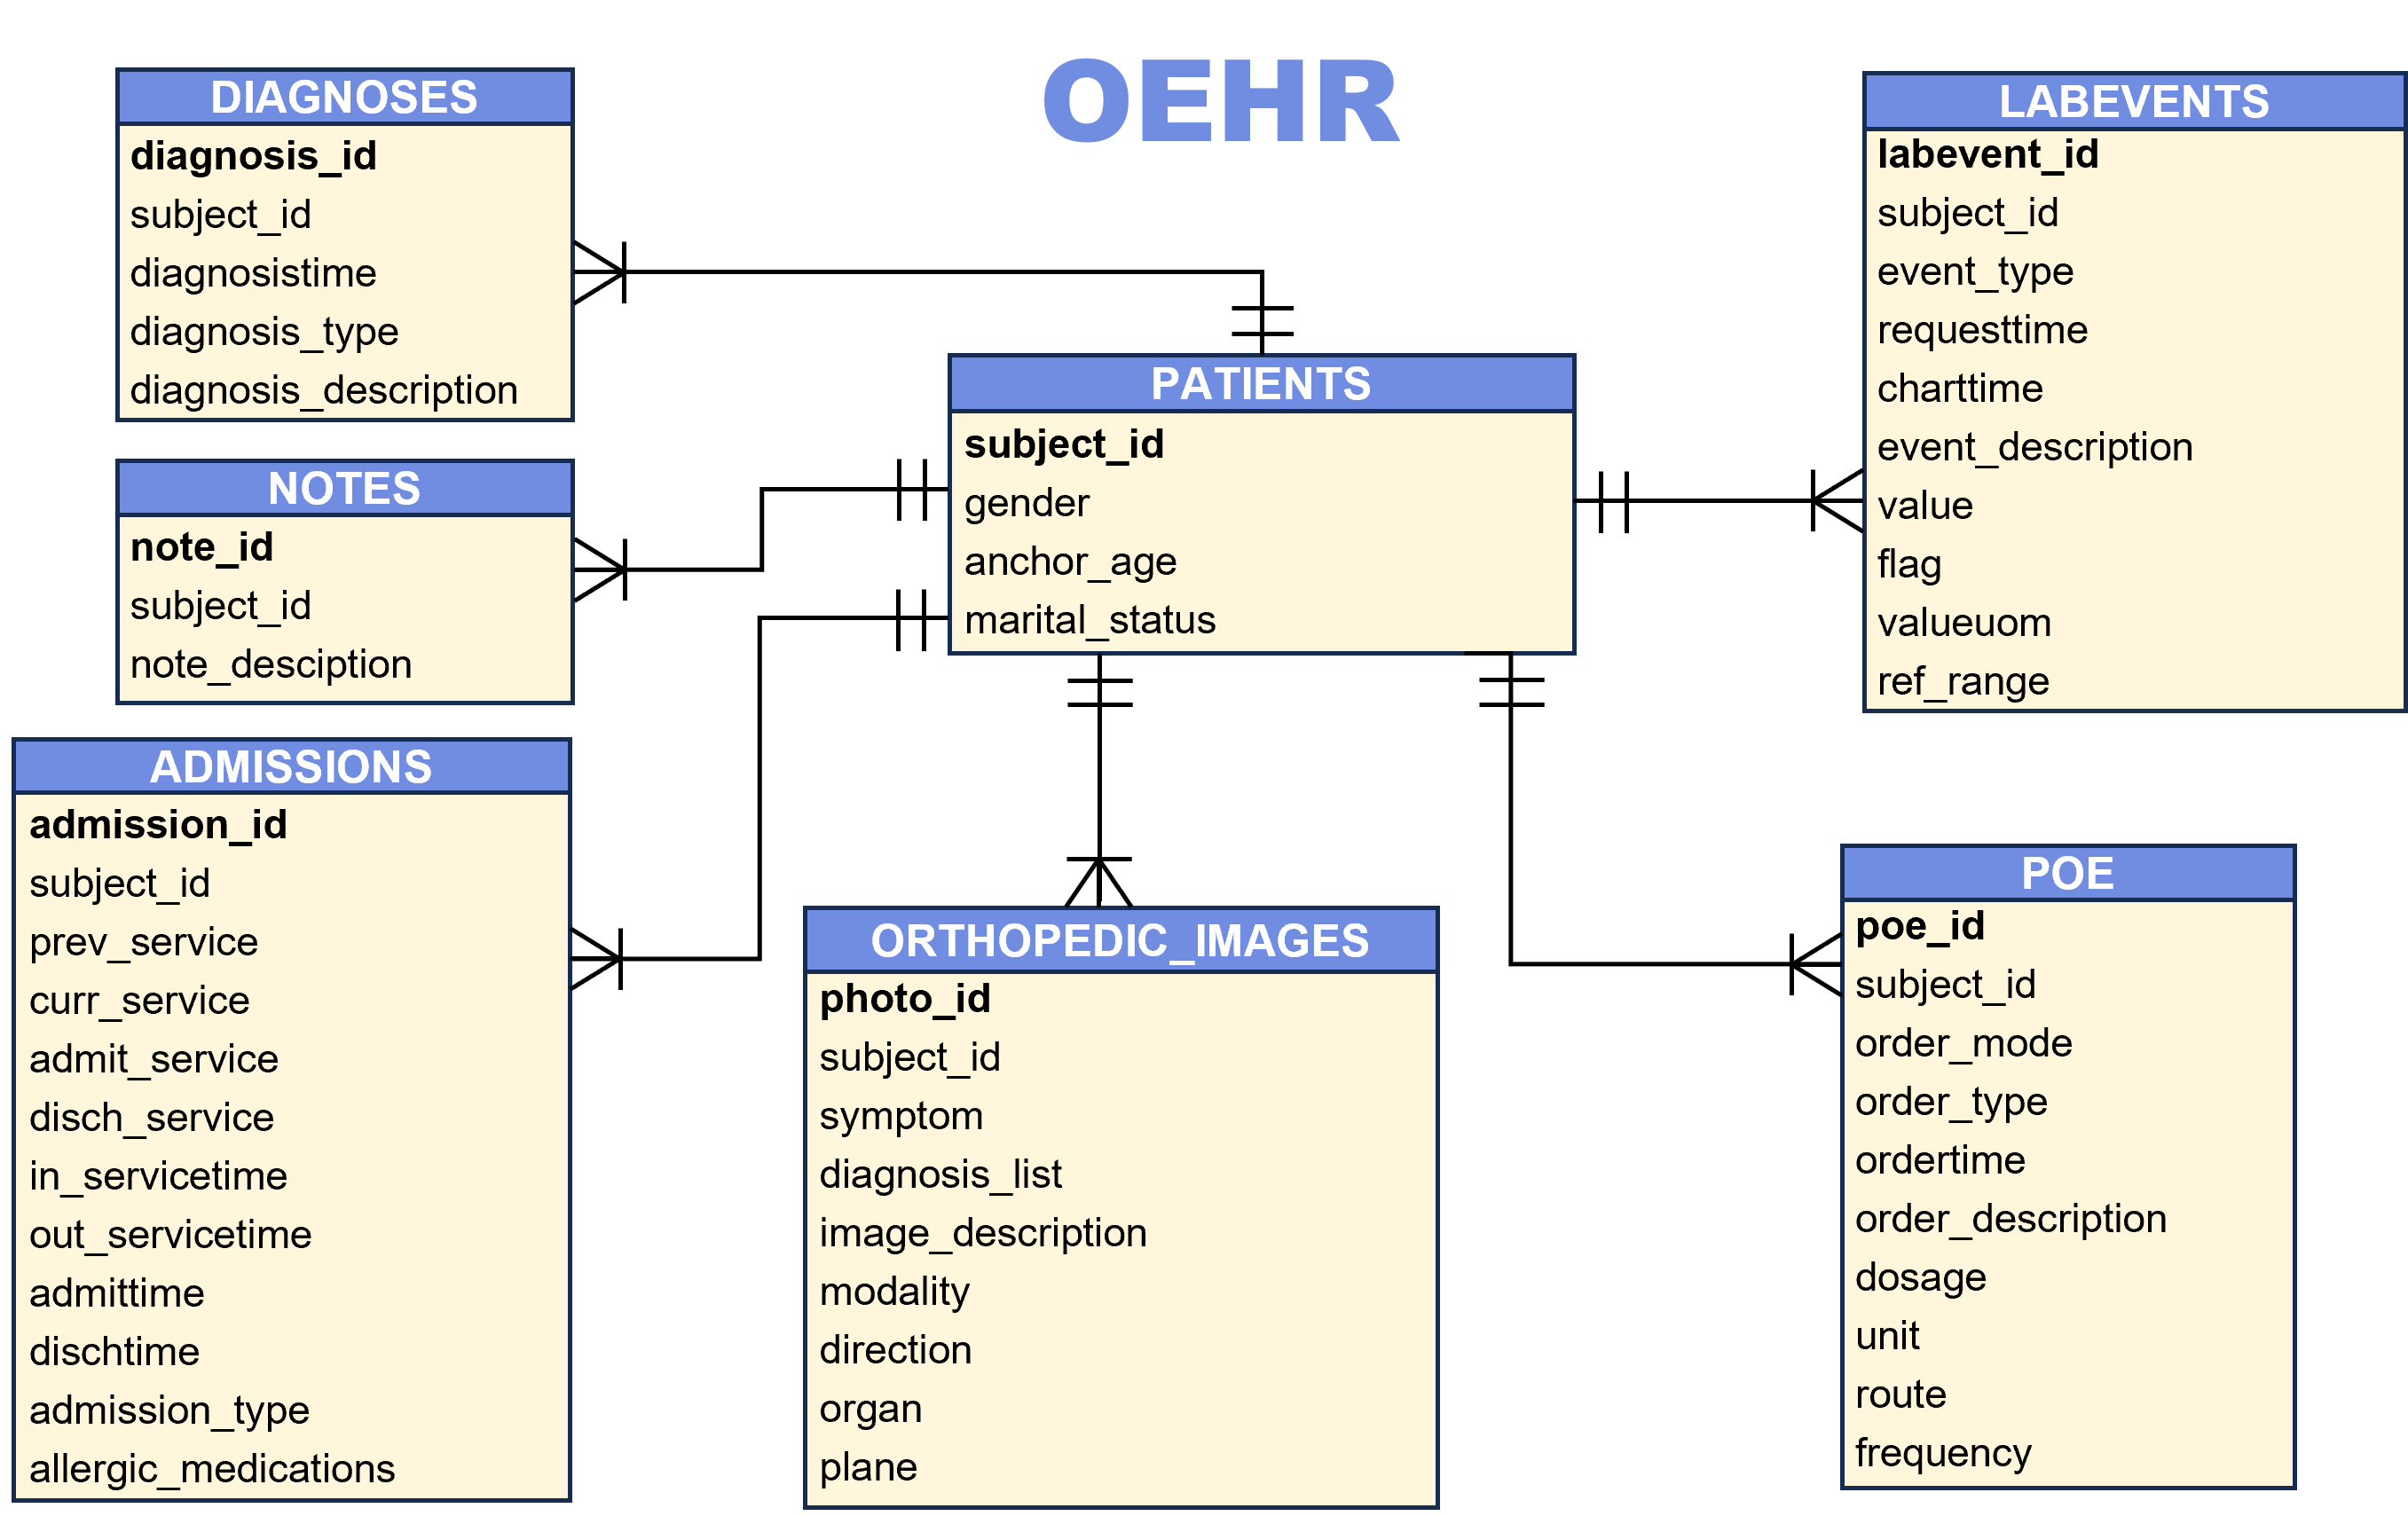 OEHR
DIAGNOSES
diagnosis_id
subject_id
diagnosistime
diagnosis_type
diagnosis_description
NOTES
note_id
subject_id
note_desciption
ADMISSIONS
admission_id
subject_id
prev_service
curr_service
admit_service
disch_service
in_servicetime
out_servicetime
admittime
dischtime
admission_type
allergic_medications
PATIENTS
subject_id
gender
anchor_age
marital_status
ORTHOPEDIC_IMAGES
photo_id
subject_id
symptom
diagnosis_list
image_description
modality
direction
organ
plane
LABEVENTS
labevent_id
subject_id
event_type
requesttime
charttime
event_description
value
flag
valueuom
ref_range
POE
poe_id
subject_id
order_mode
order_type
ordertime
order_description
dosage
unit
route
frequency